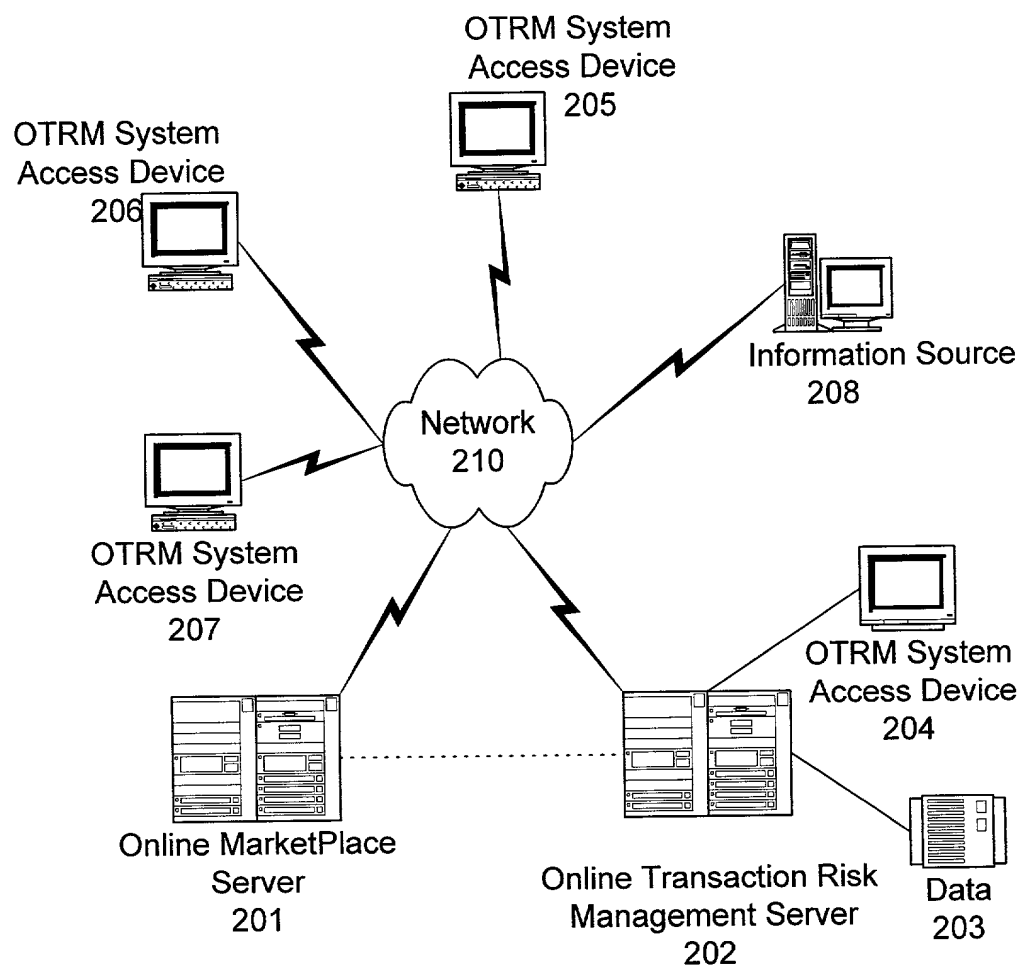 OTRM System
Access Device
205
OTRM System
Access Device
206
Information Source
208
Network
210
OTRM System
Access Device
207
OTRM System
Access Device
204
Online MarketPlace
Server
201
Online Transaction Risk
Management Server
202
Data
203